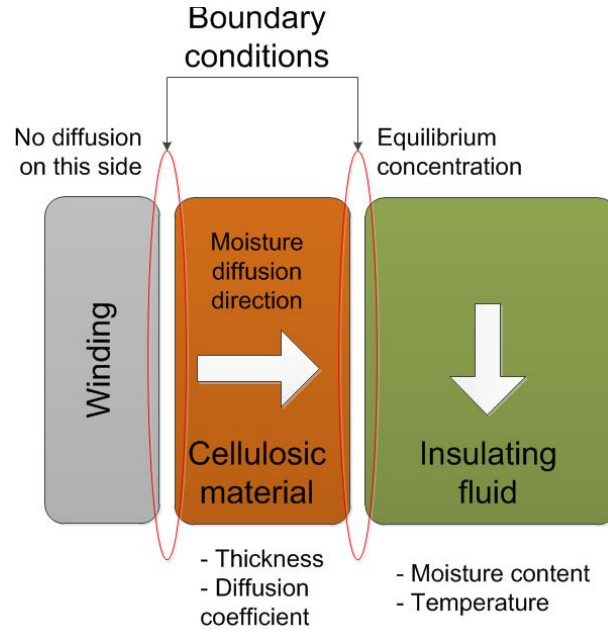 Boundary
conditions
No diffusion
on this side
Equilibrium
concentration
Winding
Moisture
diffusion
direction
Cellulosic
material
Insulating
fluid
- Thickness
- Diffusion
coefficient
- Moisture content
- Temperature